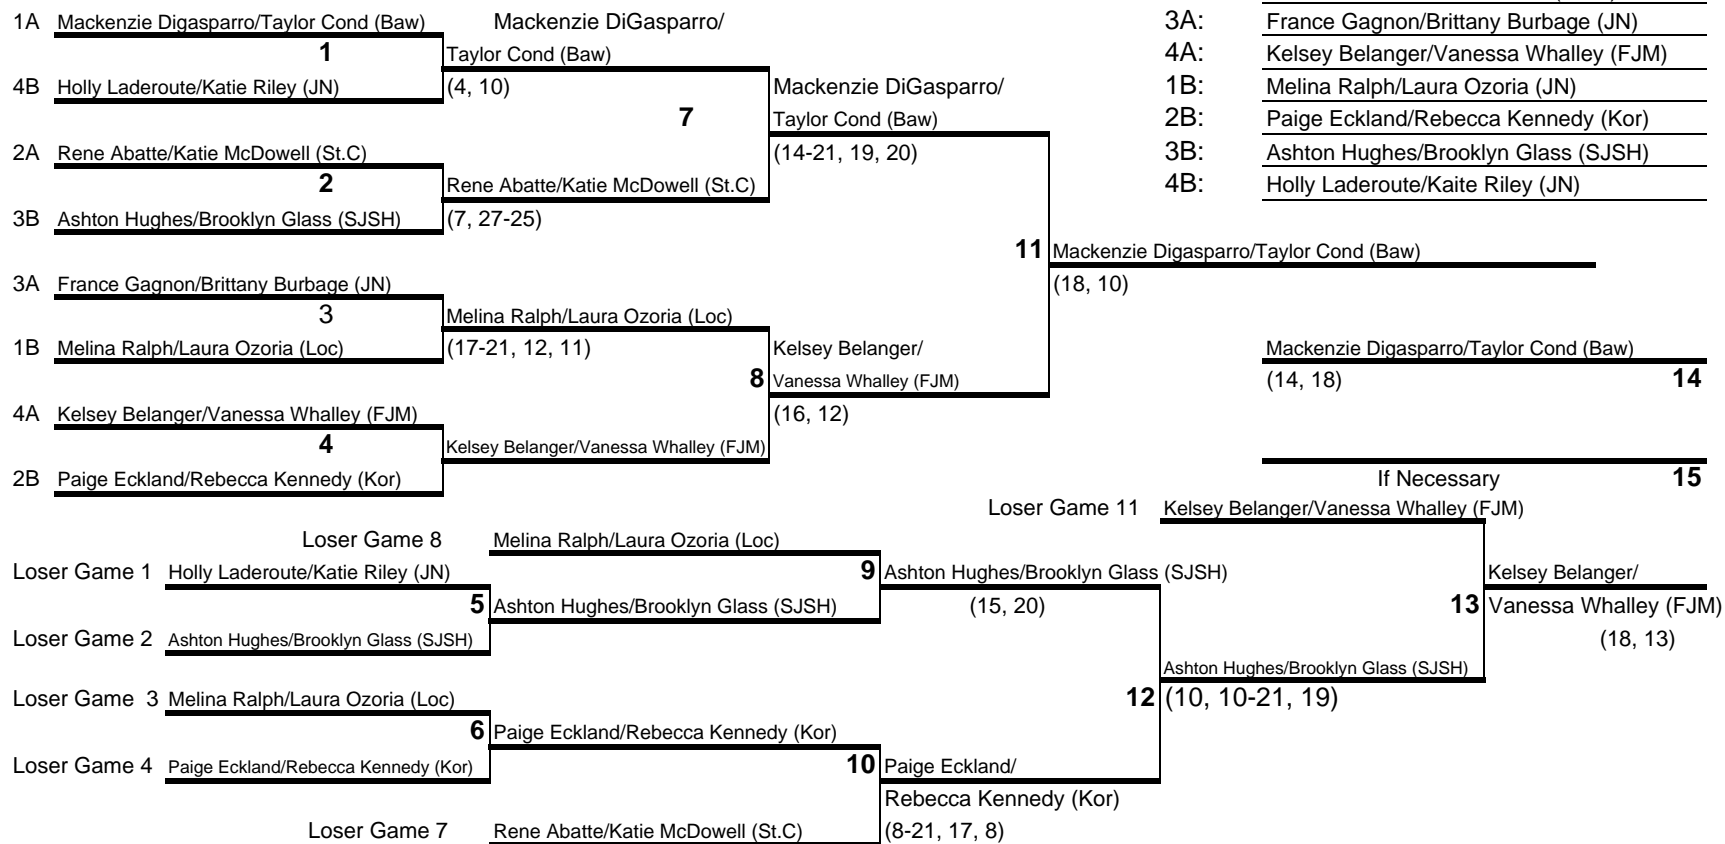 1A Mackenzie Digasparro/Taylor Cond (Baw) Mackenzie DiGasparro/ 3A: France Gagnon/Brittany Burbage (JN)
1 Taylor Cond (Baw) 4A: Kelsey Belanger/Vanessa Whalley (FJM)
4B Holly Laderoute/Katie Riley (JN) (4, 10) Mackenzie DiGasparro/ 1B: Melina Ralph/Laura Ozoria (JN)
7 Taylor Cond (Baw) 2B: Paige Eckland/Rebecca Kennedy (Kor)
2A Rene Abatte/Katie McDowell (St.C) (14-21, 19, 20) 3B: Ashton Hughes/Brooklyn Glass (SJSH)
2 Rene Abatte/Katie McDowell (St.C) 4B: Holly Laderoute/Kaite Riley (JN)
3B Ashton Hughes/Brooklyn Glass (SJSH) (7, 27-25)
11 Mackenzie Digasparro/Taylor Cond (Baw)
3A France Gagnon/Brittany Burbage (JN) (18, 10)
3 Melina Ralph/Laura Ozoria (Loc)
1B Melina Ralph/Laura Ozoria (Loc) (17-21, 12, 11) Kelsey Belanger/ Mackenzie Digasparro/Taylor Cond (Baw)
8 Vanessa Whalley (FJM) (14, 18) 14
4A Kelsey Belanger/Vanessa Whalley (FJM) (16, 12)
4 Kelsey Belanger/Vanessa Whalley (FJM)
2B Paige Eckland/Rebecca Kennedy (Kor) If Necessary 15
Loser Game 11 Kelsey Belanger/Vanessa Whalley (FJM)
Loser Game 8 Melina Ralph/Laura Ozoria (Loc)
Loser Game 1 Holly Laderoute/Katie Riley (JN) 9 Ashton Hughes/Brooklyn Glass (SJSH) Kelsey Belanger/
5 Ashton Hughes/Brooklyn Glass (SJSH) (15, 20) 13 Vanessa Whalley (FJM)
Loser Game 2 Ashton Hughes/Brooklyn Glass (SJSH) (18, 13)
Ashton Hughes/Brooklyn Glass (SJSH)
Loser Game 3 Melina Ralph/Laura Ozoria (Loc) 12 (10, 10-21, 19)
6 Paige Eckland/Rebecca Kennedy (Kor)
Loser Game 4 Paige Eckland/Rebecca Kennedy (Kor) 10 Paige Eckland/
Rebecca Kennedy (Kor)
Loser Game 7 Rene Abatte/Katie McDowell (St.C) (8-21, 17, 8)